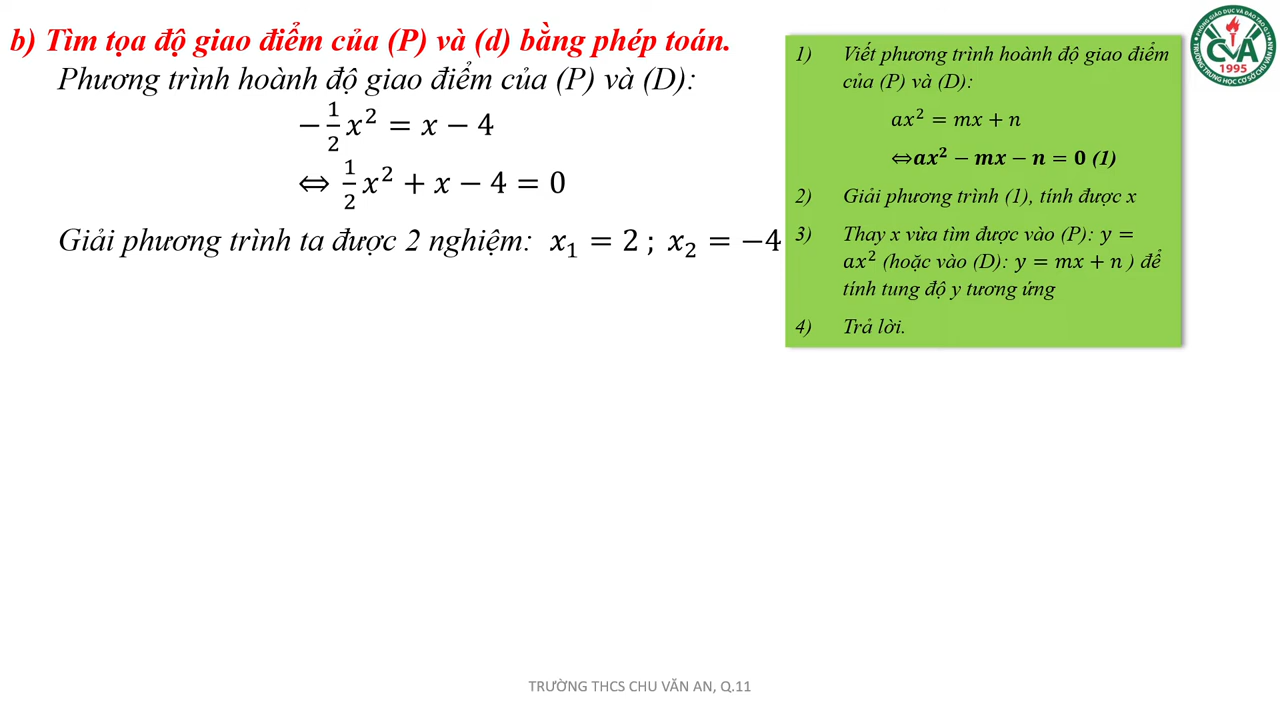 b) Tìm tọa độ giao điểm của (P) và (d) bằng phép toán.
Phương trình hoành độ giao điểm của (P) và (D):
−1/2 x² = x − 4
⇔ 1/2 x² + x − 4 = 0
Giải phương trình ta được 2 nghiệm: x₁ = 2 ; x₂ = −4
1) Viết phương trình hoành độ giao điểm
của (P) và (D):
ax² = mx + n
⇔ax² − mx − n = 0 (1)
2) Giải phương trình (1), tính được x
3) Thay x vừa tìm được vào (P): y =
ax² (hoặc vào (D): y = mx + n ) để
tính tung độ y tương ứng
4) Trả lời.
CVA
1995
TRƯỜNG THCS CHU VĂN AN, Q.11